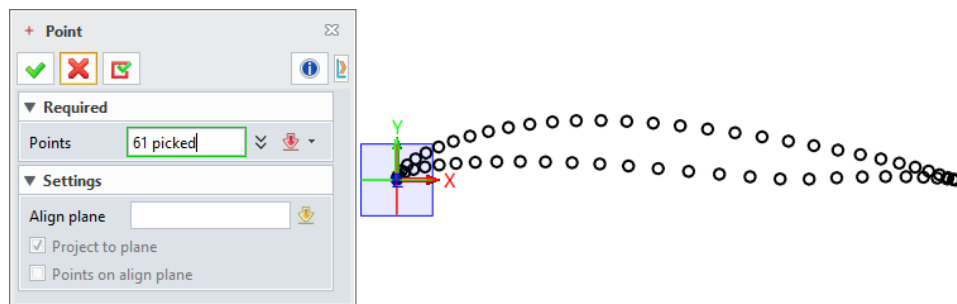 Point
Required
Points 61 picked
Settings
Align plane
Project to plane
Points on align plane
Y
Z X